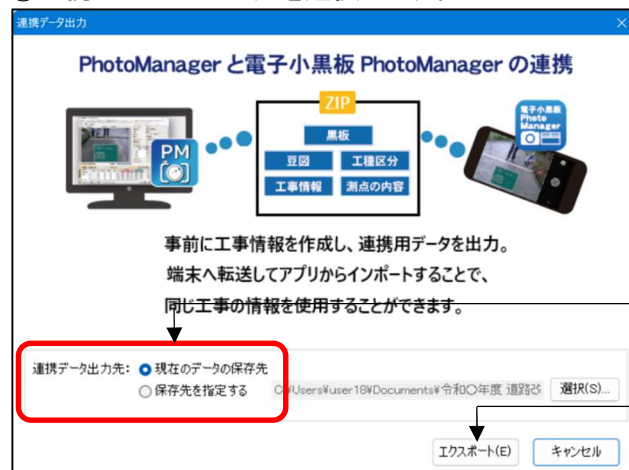 連携データ出力
PhotoManagerと電子小黒板 PhotoManagerの連携
ZIP
黒板
豆図
工種区分
工事情報
測点の内容
PM
電子小黒板
Photo
Manager
事前に工事情報を作成し、連携用データを出力。
端末へ転送してアプリからインポートすることで、
同じ工事の情報を使用することができます。
連携データ出力先:
現在のデータの保存先
保存先を指定する
C:¥Users¥user18¥Documents¥令和〇年度 道路改
選択(S)...
エクスポート(E)
キャンセル